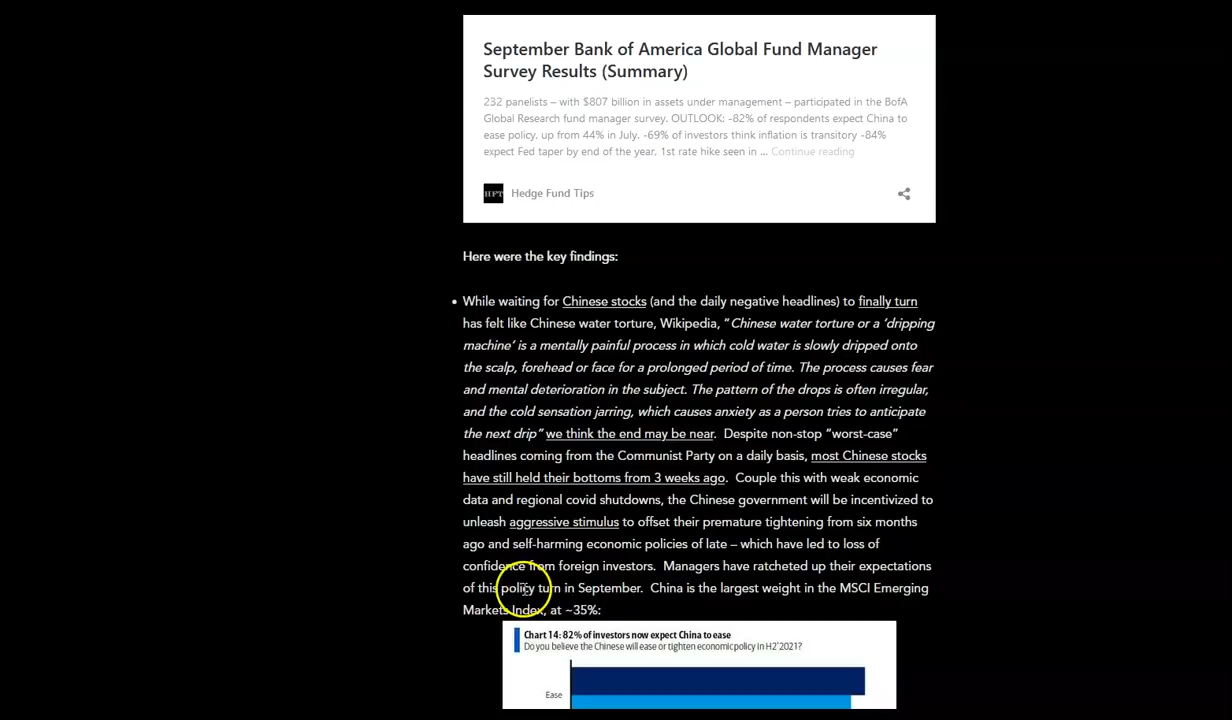 September Bank of America Global Fund Manager
Survey Results (Summary)
232 panelists – with $807 billion in assets under management – participated in the BofA
Global Research fund manager survey. OUTLOOK: -82% of respondents expect China to
ease policy, up from 44% in July. -69% of investors think inflation is transitory -84%
expect Fed taper by end of the year, 1st rate hike seen in ... Continue reading
HFT Hedge Fund Tips
Here were the key findings:
• While waiting for Chinese stocks (and the daily negative headlines) to finally turn
has felt like Chinese water torture, Wikipedia, “Chinese water torture or a ‘dripping
machine’ is a mentally painful process in which cold water is slowly dripped onto
the scalp, forehead or face for a prolonged period of time. The process causes fear
and mental deterioration in the subject. The pattern of the drops is often irregular,
and the cold sensation jarring, which causes anxiety as a person tries to anticipate
the next drip” we think the end may be near. Despite non-stop “worst-case”
headlines coming from the Communist Party on a daily basis, most Chinese stocks
have still held their bottoms from 3 weeks ago. Couple this with weak economic
data and regional covid shutdowns, the Chinese government will be incentivized to
unleash aggressive stimulus to offset their premature tightening from six months
ago and self-harming economic policies of late – which have led to loss of
confidence from foreign investors. Managers have ratcheted up their expectations
of this policy turn in September. China is the largest weight in the MSCI Emerging
Markets Index, at ~35%:
Chart 14: 82% of investors now expect China to ease
Do you believe the Chinese will ease or tighten economic policy in H2'2021?
Ease